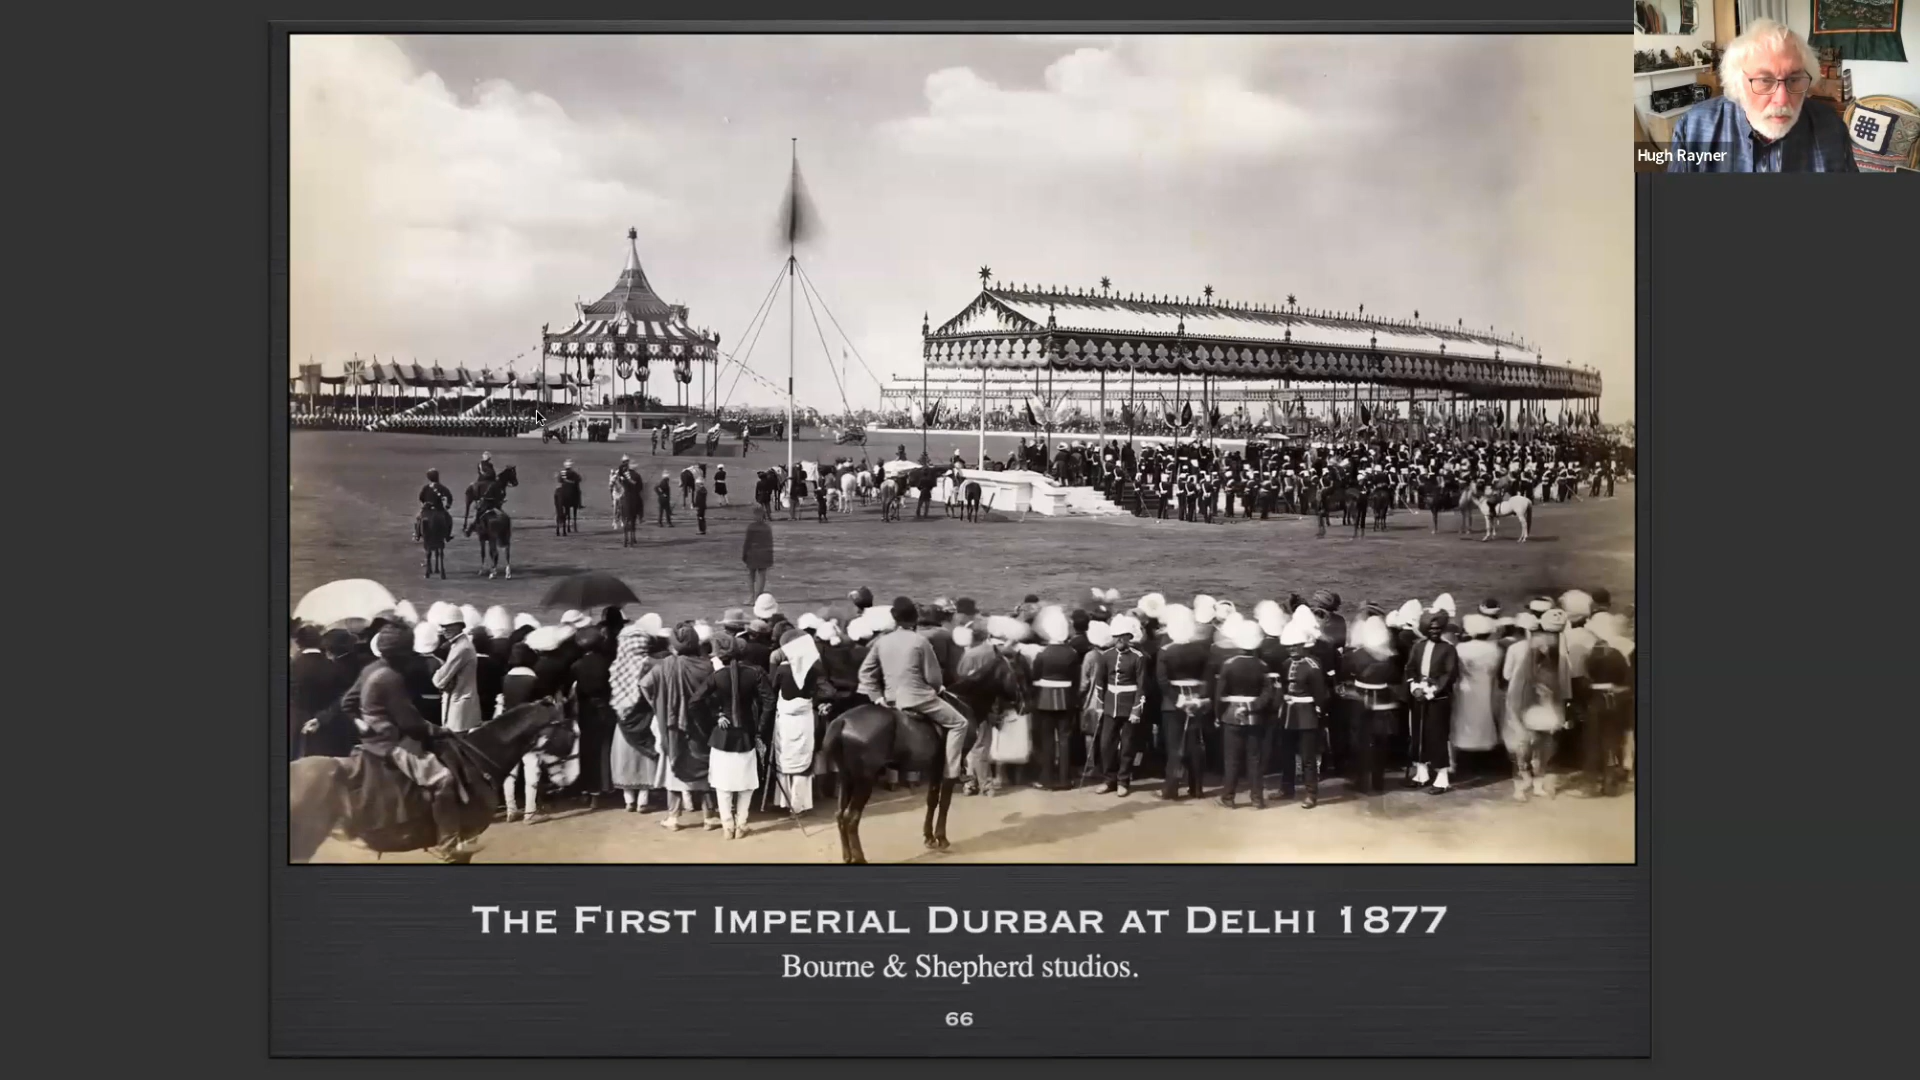 Hugh Rayner
THE FIRST IMPERIAL DURBAR AT DELHI 1877
Bourne & Shepherd studios.
66